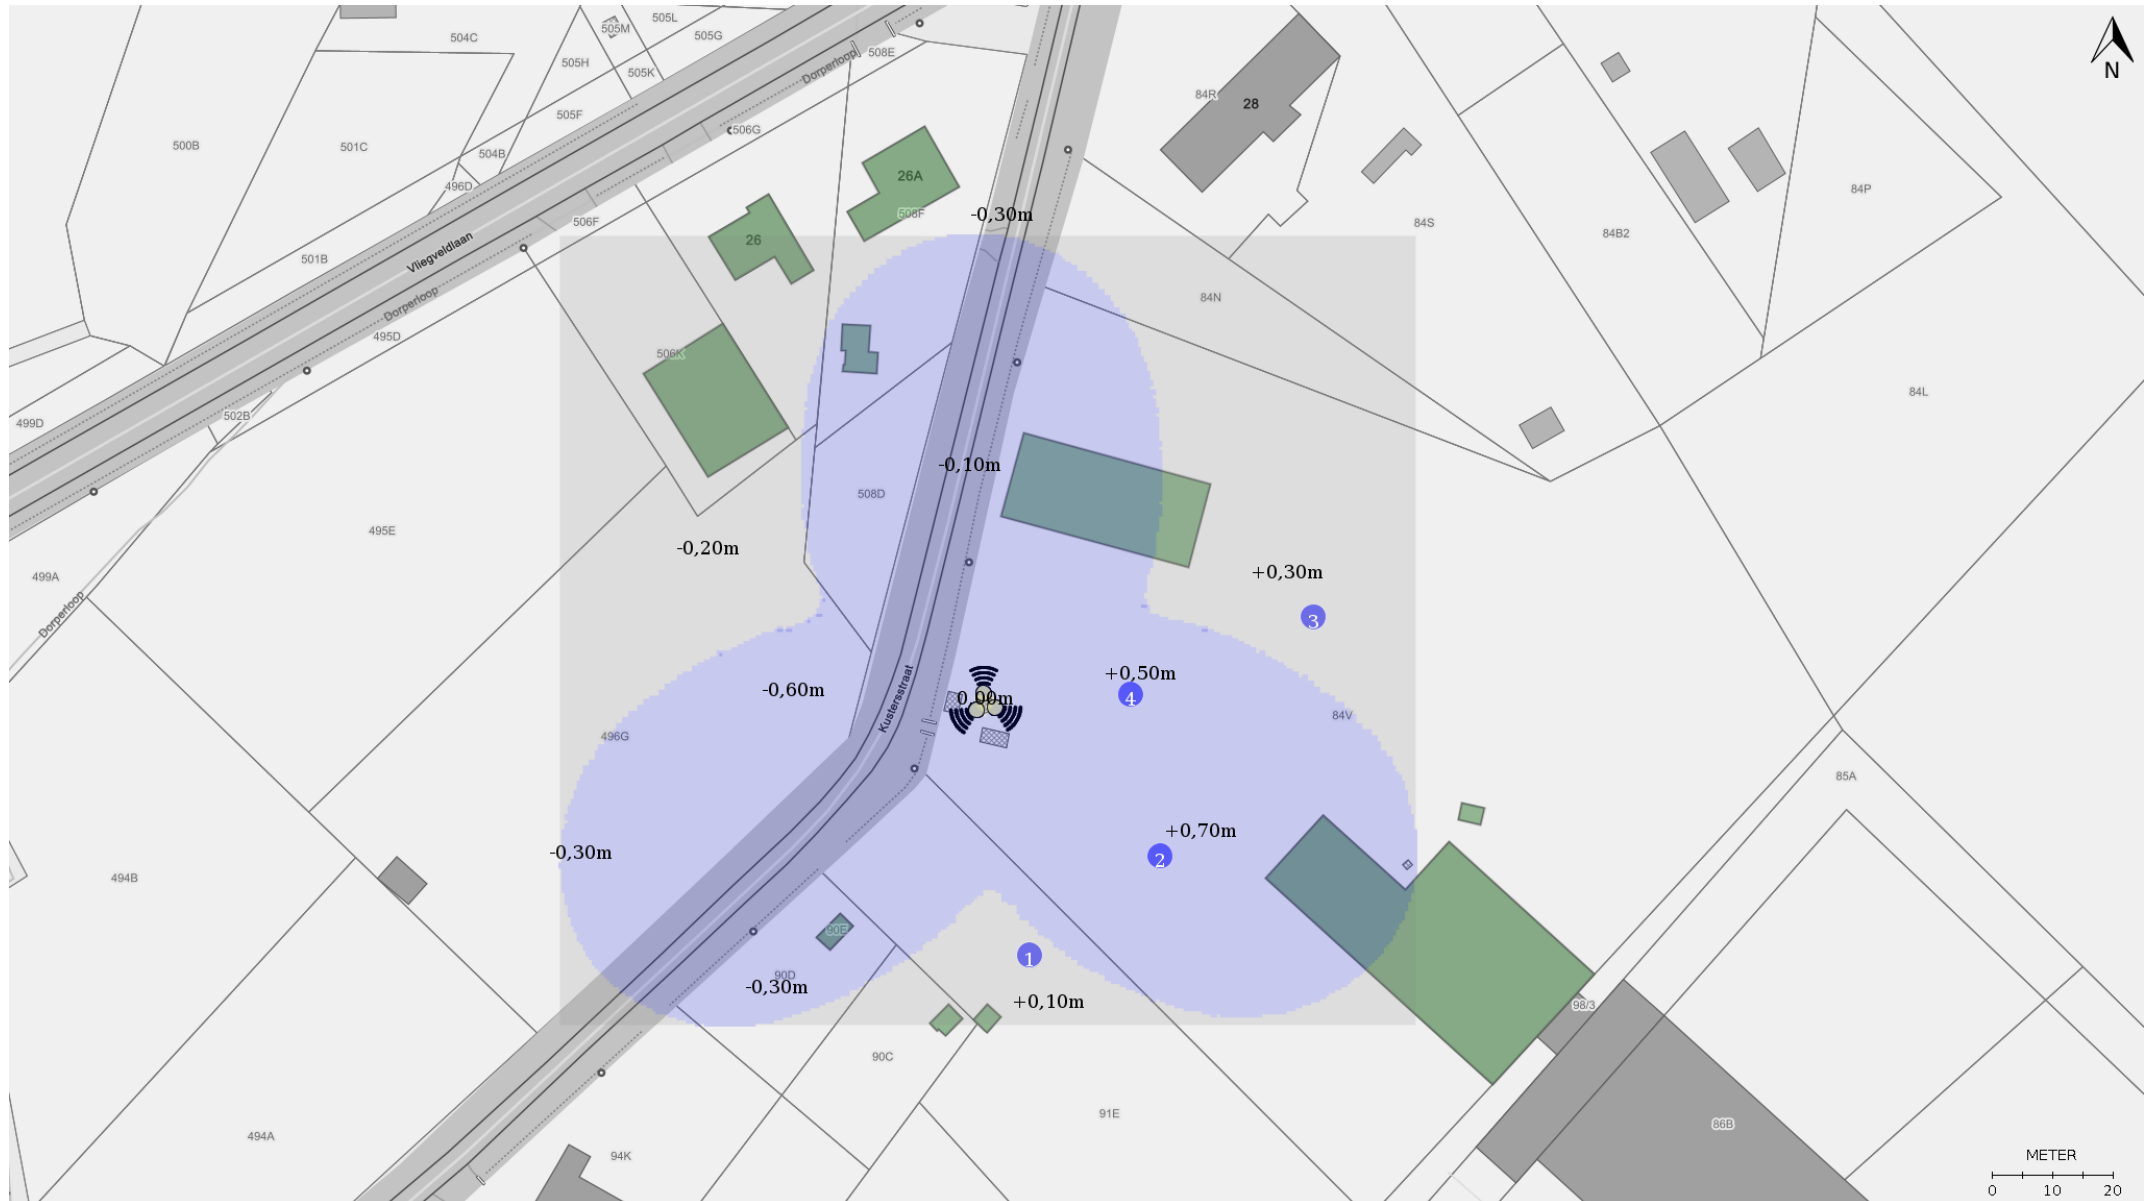 505L
505M
504C
505G
N
508E
505H
505K
Dorperloop
84R
28
505F
506G
500B
501C
504B
26A
496D
84P
508F
-0,30m
506F
84S
84B2
26
Vliegveldlaan
501B
84N
Dorperloop
495D
506K
84L
502B
499D
-0,10m
508D
495E
-0,20m
+0,30m
499A
Dorperloop
3
+0,50m
-0,60m
4
0,00m
Kustersstraat
84V
496G
85A
+0,70m
-0,30m
2
494B
90E
1
90D
-0,30m
+0,10m
98/3
90C
91E
86B
494A
94K
METER
0 10 20